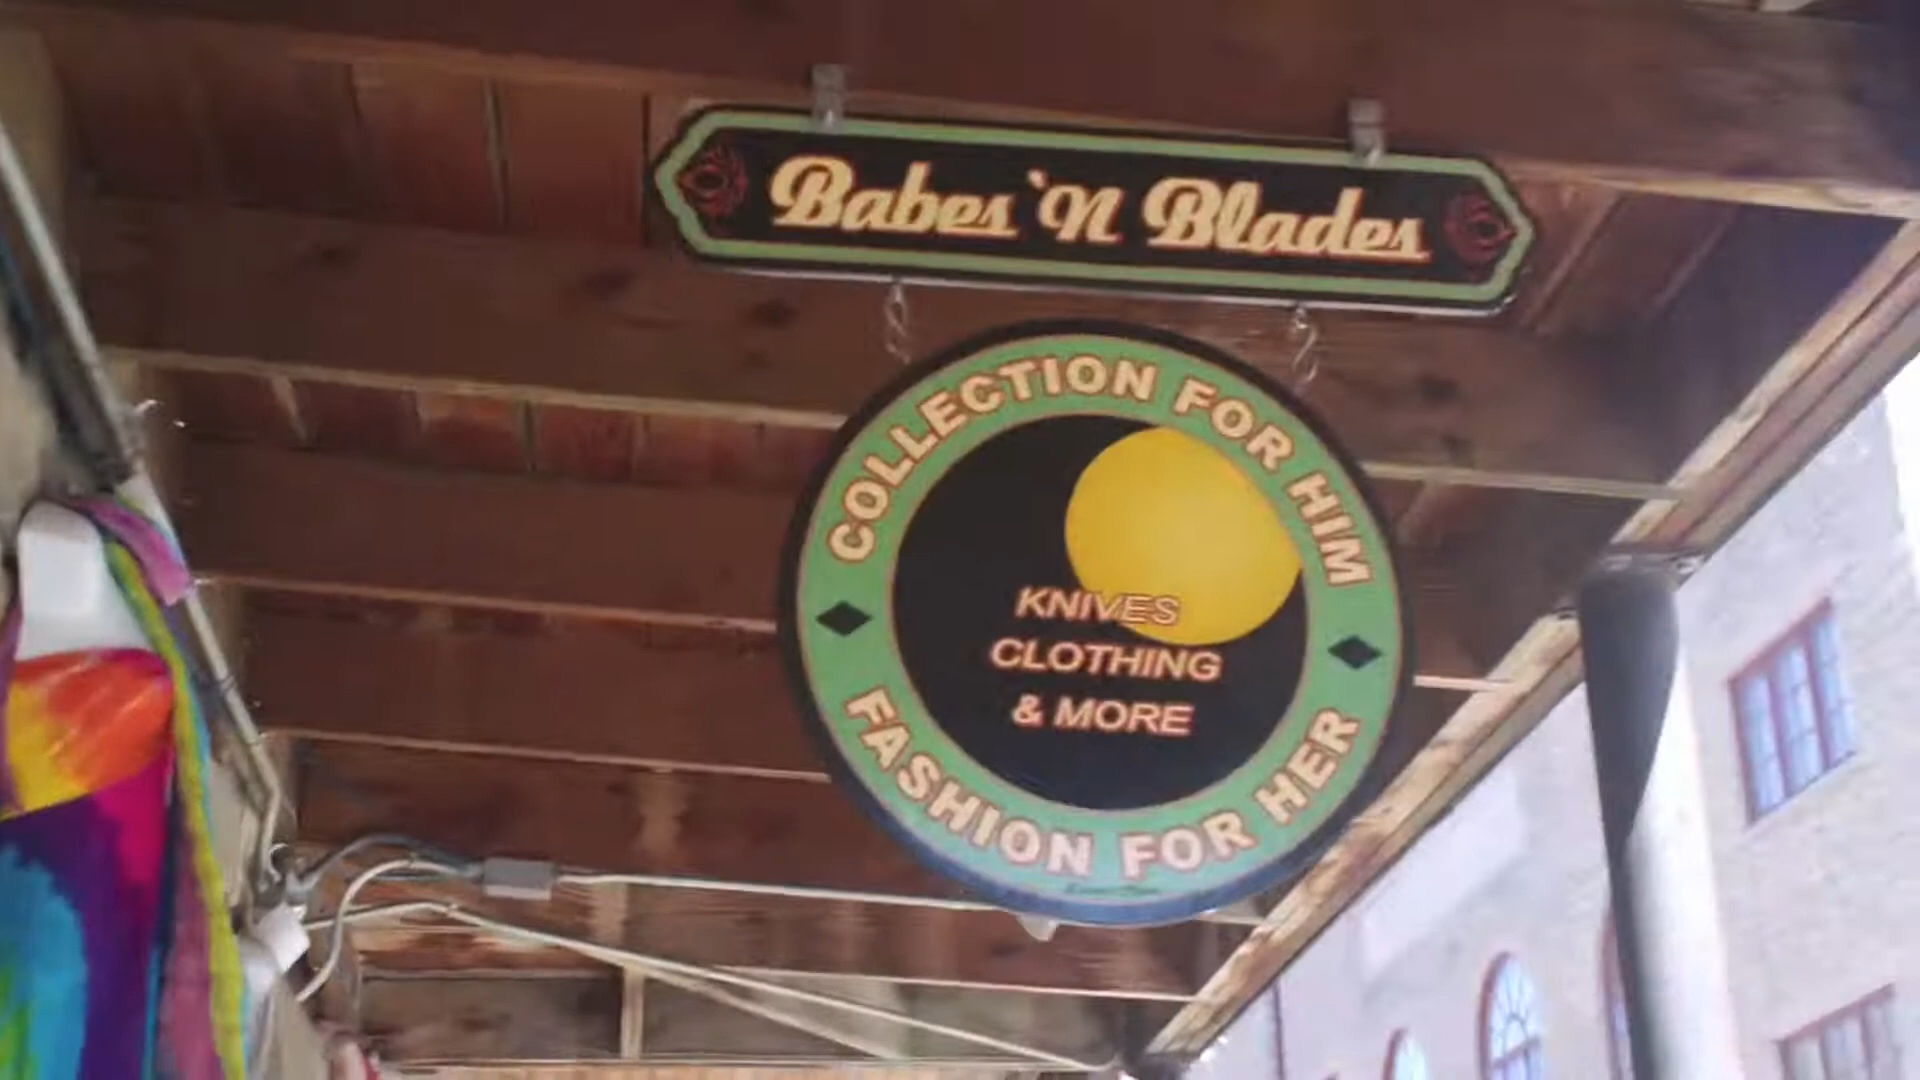 Babes 'N Blades
COLLECTION FOR HIM
KNIVES
CLOTHING
& MORE
FASHION FOR HER